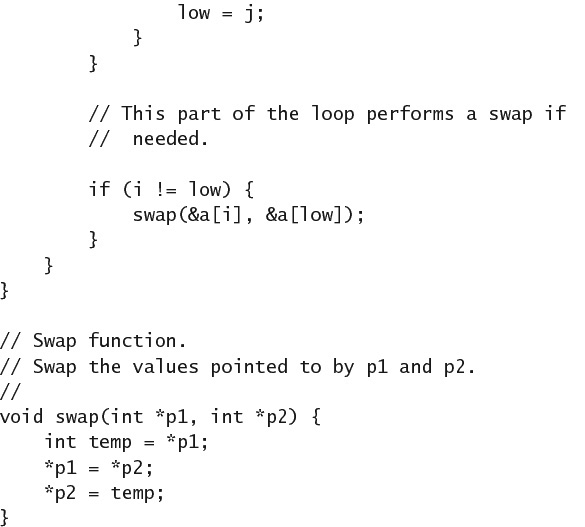 low = j;
            }
        }

        // This part of the loop performs a swap if
        //  needed.

        if (i != low) {
            swap(&a[i], &a[low]);
        }
    }
}

// Swap function.
// Swap the values pointed to by p1 and p2.
//
void swap(int *p1, int *p2) {
    int temp = *p1;
    *p1 = *p2;
    *p2 = temp;
}